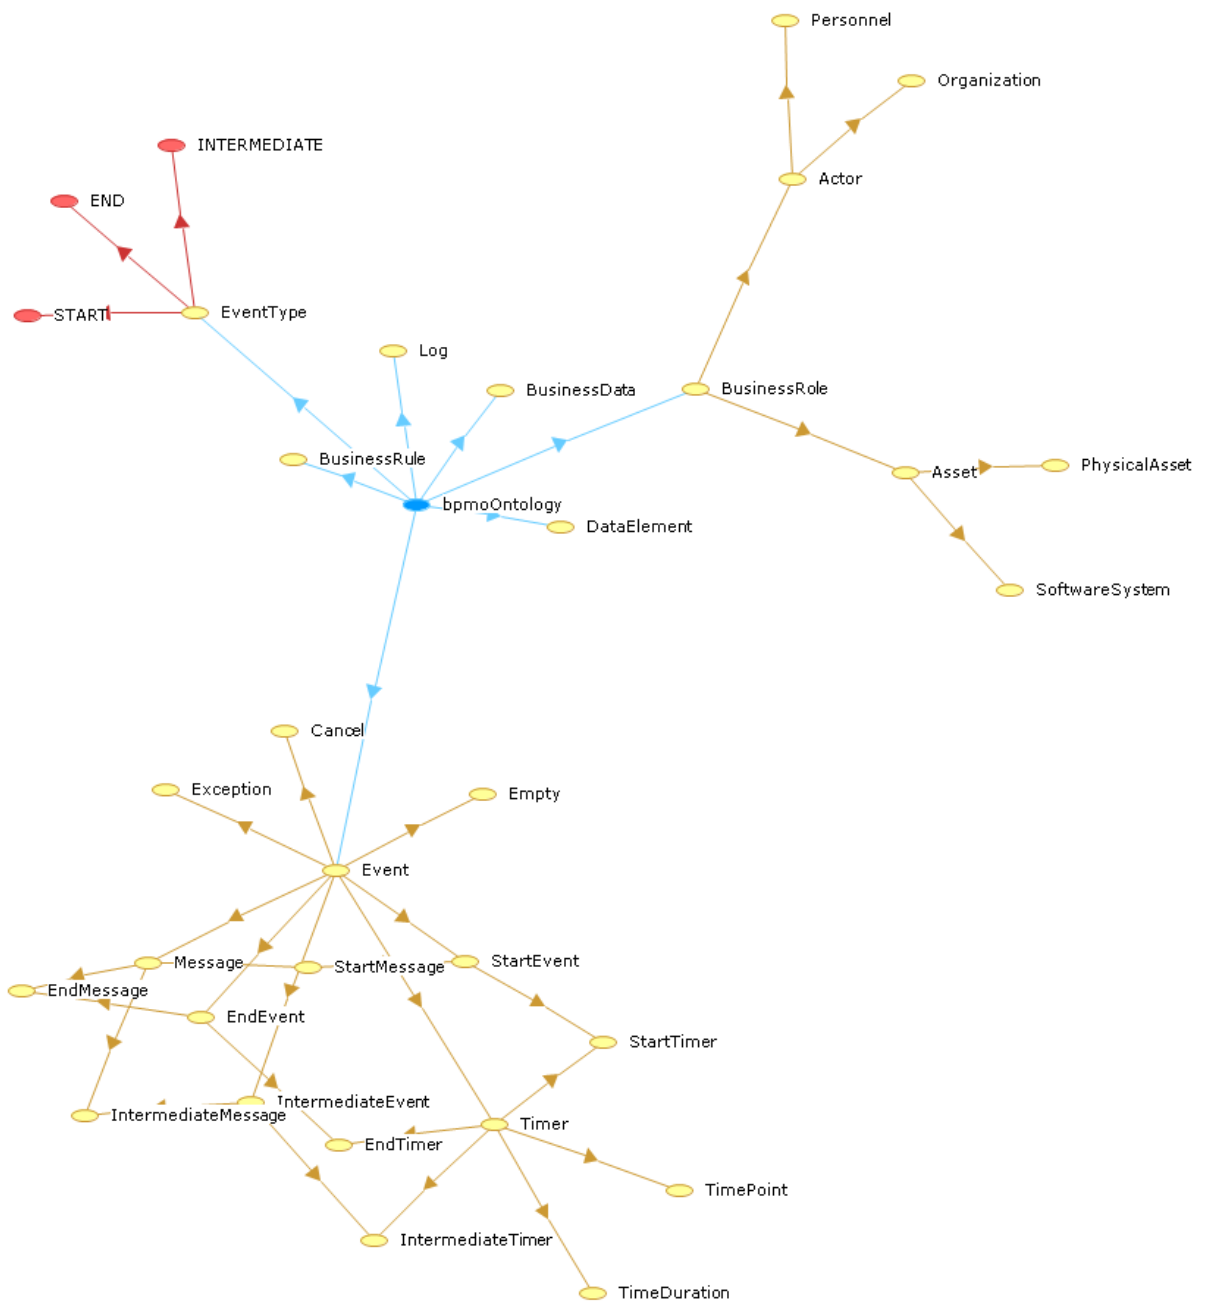 Personnel
Organization
INTERMEDIATE
Actor
END
EventType
START
Log
BusinessData
BusinessRole
BusinessRule
Asset
PhysicalAsset
bpmoOntology
DataElement
SoftwareSystem
Cancel
Exception
Empty
Event
Message
StartMessage
StartEvent
EndMessage
EndEvent
StartTimer
IntermediateEvent
IntermediateMessage
Timer
EndTimer
TimePoint
IntermediateTimer
TimeDuration